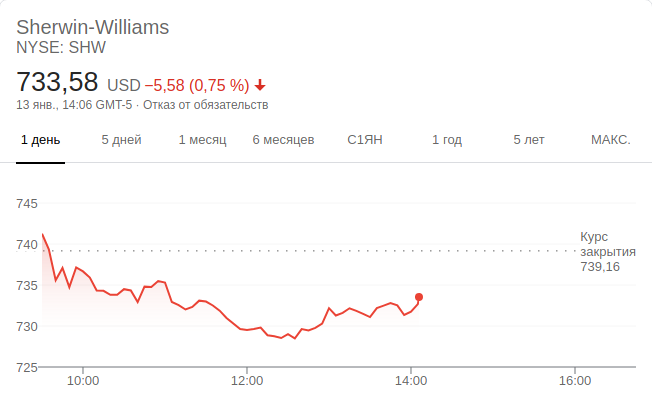 Sherwin-Williams
NYSE: SHW
733,58 USD −5,58 (0,75 %)
13 янв., 14:06 GMT-5 · Отказ от обязательств
1 день 5 дней 1 месяц 6 месяцев С1ЯН 1 год 5 лет МАКС.
745
740
Курс
закрытия
739,16
735
730
725
10:00 12:00 14:00 16:00